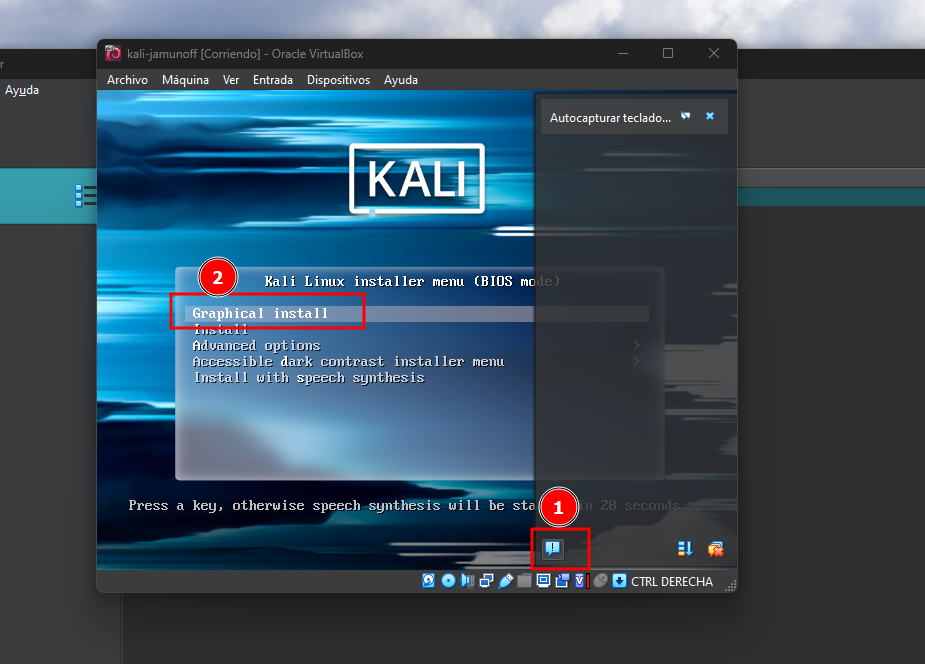 r
kali-jamunoff [Corriendo] - Oracle VirtualBox
Ayuda
Archivo Máquina Ver Entrada Dispositivos Ayuda
Autocapturar teclado...
KALI
2
Kali Linux installer menu (BIOS mode)
Graphical install
Install
Advanced options
Accessible dark contrast installer menu
Install with speech synthesis
Press a key, otherwise speech synthesis will be sta in 28 seconds...
1
CTRL DERECHA